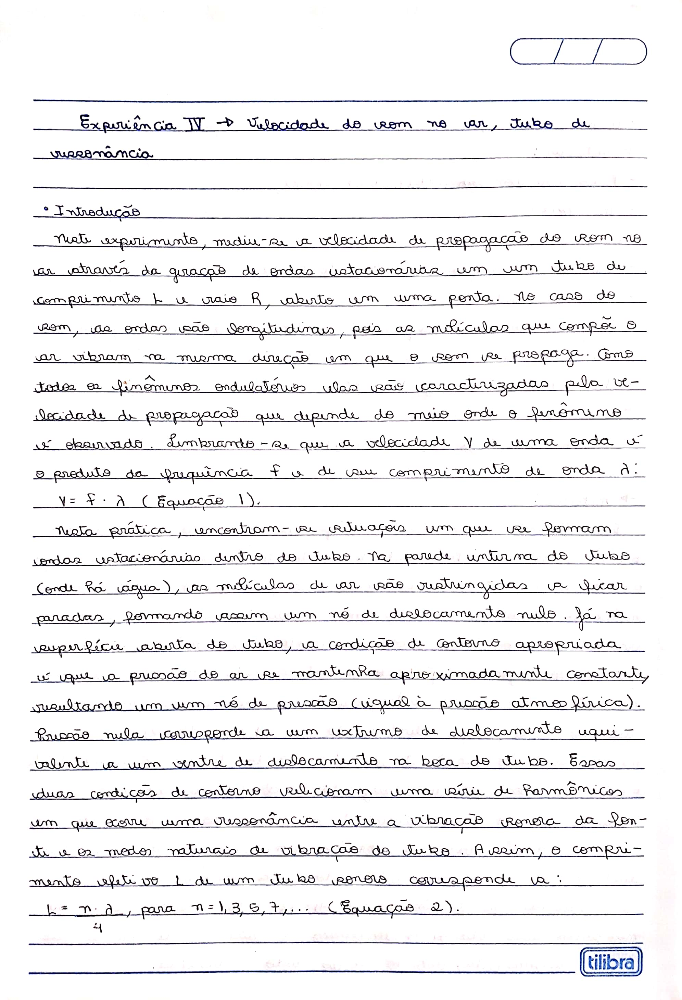 Experiência IV → Velocidade do som no ar, tubo de
ressonância
• Introdução
Neste experimento, mediu-se a velocidade de propagação do som no
ar através da geração de ondas estacionárias em um tubo de
comprimento L e raio R, aberto em uma ponta. No caso do
som, as ondas são longitudinais, pois as moléculas que compõe o
ar vibram na mesma direção em que o som se propaga. Como
todos os fenômenos ondulatórios elas são caracterizadas pela ve-
locidade de propagação que depende do meio onde o fenômeno
é observado. Lembrando-se que a velocidade V de uma onda é
o produto da frequência f e de seu comprimento de onda λ:
V = f · λ (Equação 1).
Nesta prática, encontram-se situações em que se formam
ondas estacionárias dentro do tubo. Na parede interna do tubo
(onde há água), as moléculas de ar são restringidas a ficar
paradas, formando assim um nó de deslocamento nulo. Já na
superfície aberta do tubo, a condição de contorno apropriada
é que a pressão do ar se mantenha aproximadamente constante,
resultando em um nó de pressão (igual à pressão atmosférica).
Pressão nula corresponde a um extremo de deslocamento equi-
valente a um ventre de deslocamento na boca do tubo. Essas
duas condições de contorno selecionam uma série de harmônicos
em que ocorre uma ressonância entre a vibração sonora da fon-
te e os modos naturais de vibração do tubo. Assim, o compri-
mento efetivo L de um tubo sonoro corresponde a:
L = n · λ , para n = 1, 3, 5, 7, ... (Equação 2).
4
tilibra